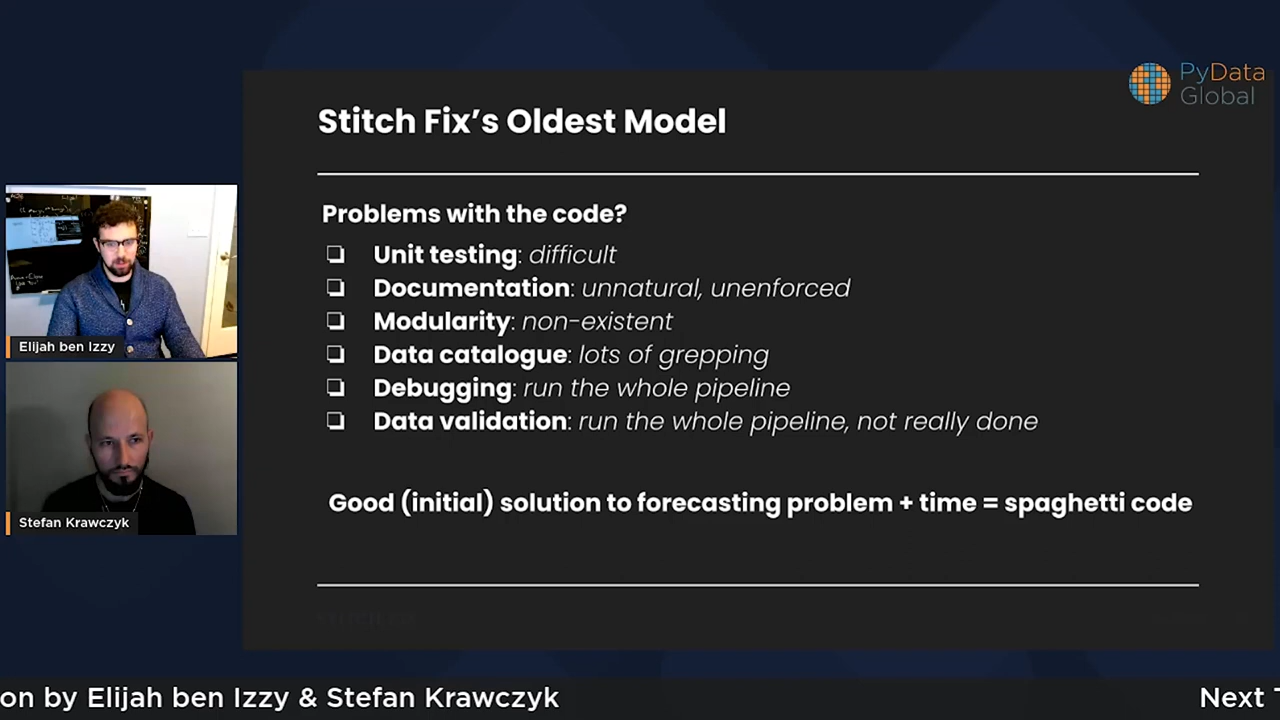 PyData
Global
Stitch Fix's Oldest Model
Problems with the code?
❏ Unit testing: difficult
❏ Documentation: unnatural, unenforced
❏ Modularity: non-existent
❏ Data catalogue: lots of grepping
❏ Debugging: run the whole pipeline
❏ Data validation: run the whole pipeline, not really done
Good (initial) solution to forecasting problem + time = spaghetti code
Elijah ben Izzy
Stefan Krawczyk
on by Elijah ben Izzy & Stefan Krawczyk
Next